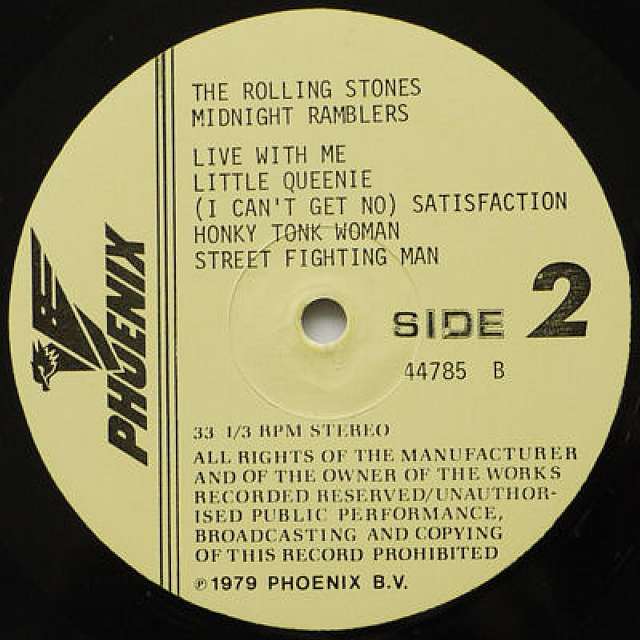 THE ROLLING STONES
MIDNIGHT RAMBLERS
LIVE WITH ME
LITTLE QUEENIE
(I CAN'T GET NO) SATISFACTION
HONKY TONK WOMAN
STREET FIGHTING MAN
PHOENIX
SIDE 2
44785 B
33 1/3 RPM STEREO
ALL RIGHTS OF THE MANUFACTURER
AND OF THE OWNER OF THE WORKS
RECORDED RESERVED/UNAUTHOR-
ISED PUBLIC PERFORMANCE,
BROADCASTING AND COPYING
OF THIS RECORD PROHIBITED
℗ 1979 PHOENIX B.V.